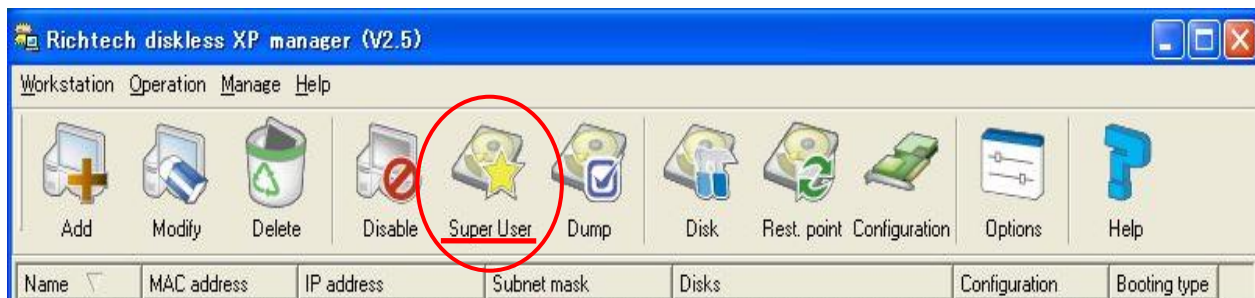 Richtech diskless XP manager (V2.5)
Workstation Operation Manage Help
Add Modify Delete Disable Super User Dump Disk Rest. point Configuration Options Help
Name MAC address IP address Subnet mask Disks Configuration Booting type